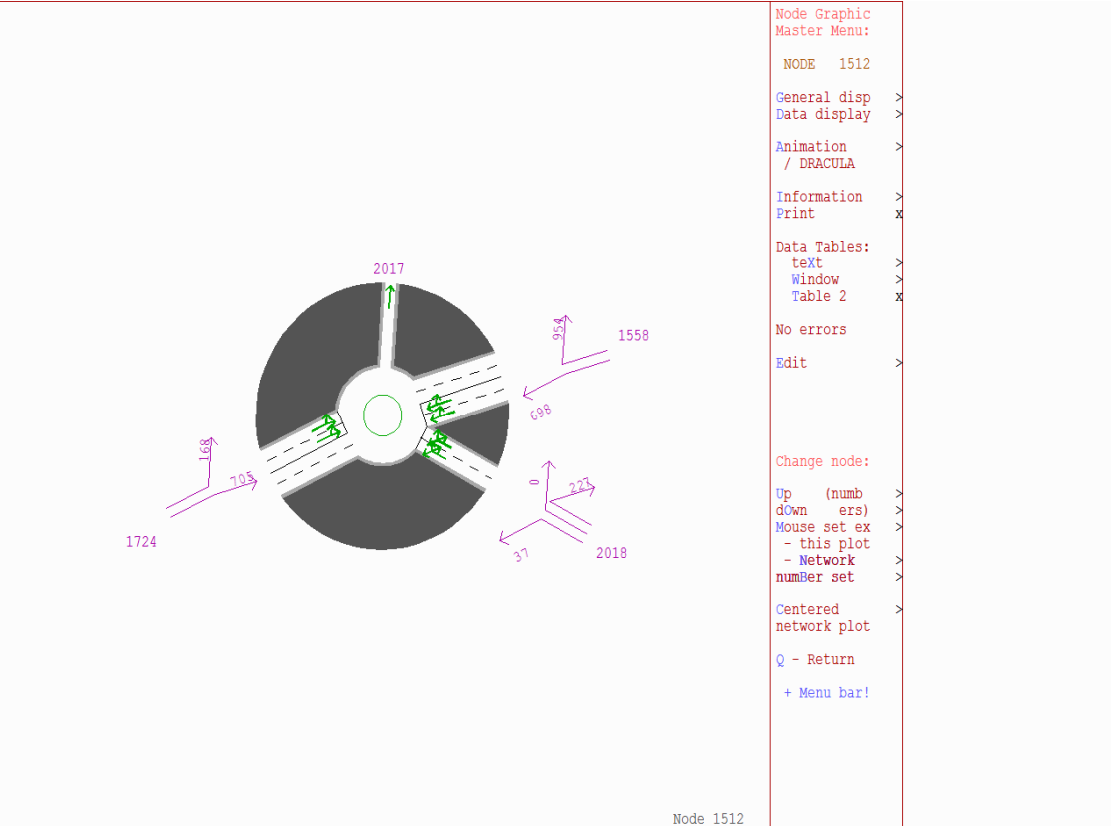 Node Graphic
Master Menu:
NODE 1512
General disp >
Data display >
Animation >
/ DRACULA
Information >
Print x
Data Tables:
teXt >
Window >
Table 2 x
No errors
Edit >
Change node:
Up (numb >
dOwn ers) >
Mouse set ex >
- this plot
- Network >
numBer set >
Centered >
network plot
Q - Return
+ Menu bar!
2017
954
1558
698
168
705
1724
0
227
37
2018
Node 1512